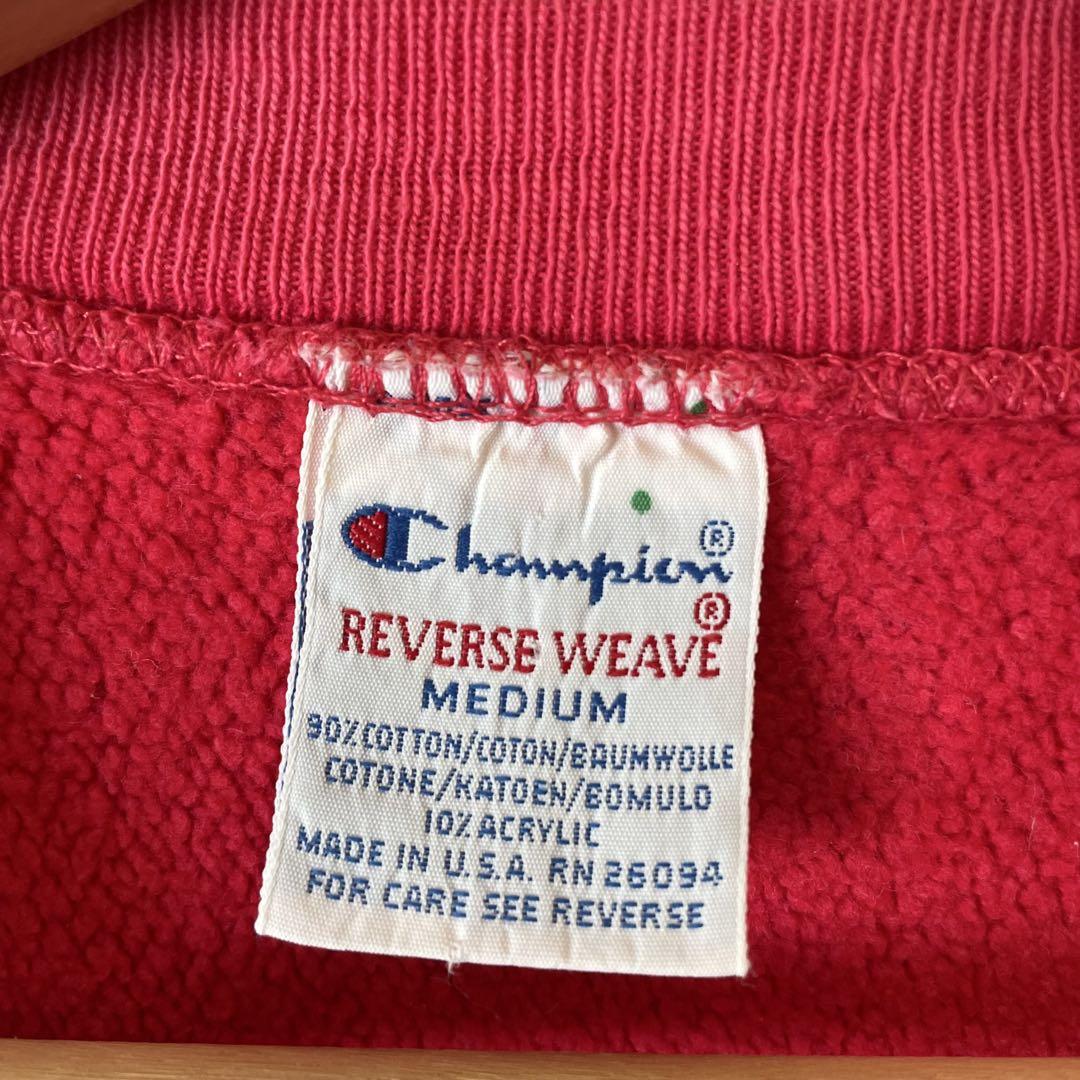 Champion®
REVERSE WEAVE®
MEDIUM
90% COTTON/COTON/BAUMWOLLE
COTONE/KATOEN/BOMULD
10% ACRYLIC
MADE IN U.S.A. RN 26094
FOR CARE SEE REVERSE